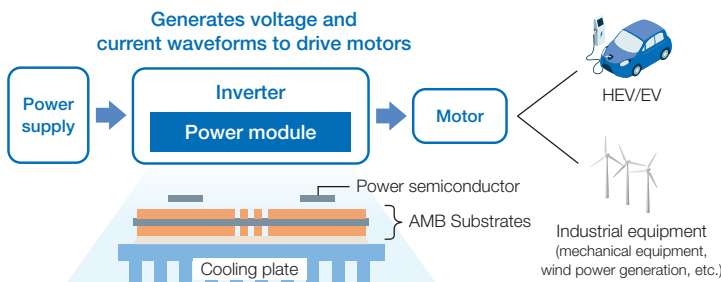 Generates voltage and
current waveforms to drive motors
Power
supply
Inverter
Power module
Motor
HEV/EV
Power semiconductor
AMB Substrates
Cooling plate
Industrial equipment
(mechanical equipment,
wind power generation, etc.)